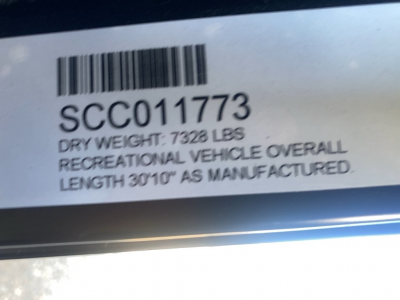 SCC011773
DRY WEIGHT: 7328 LBS
RECREATIONAL VEHICLE OVERALL
LENGTH 30'10" AS MANUFACTURED.